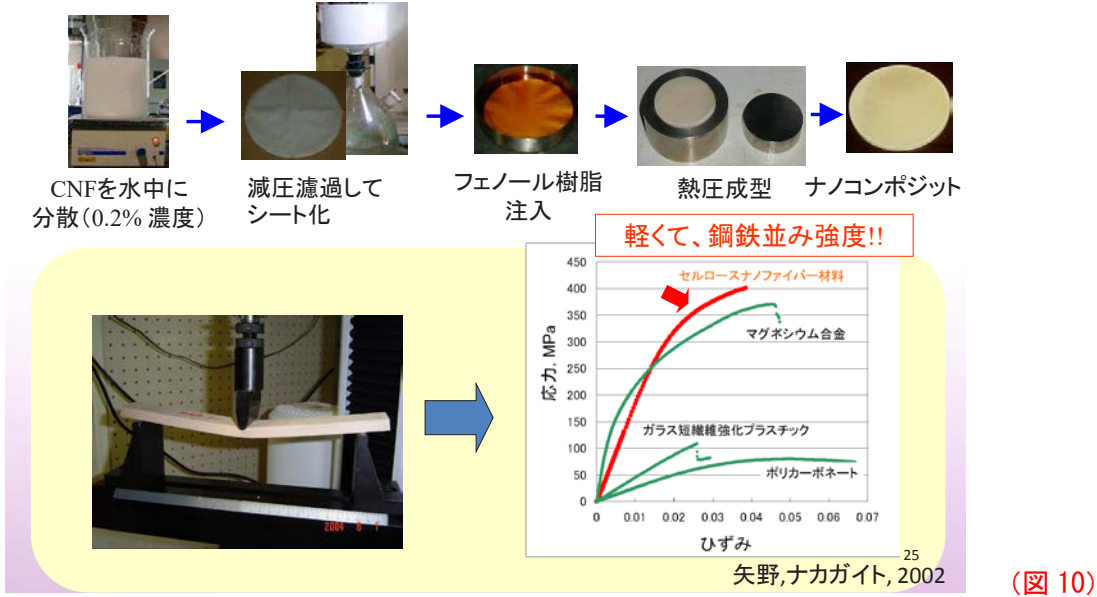 CNFを水中に
分散（0.2% 濃度）
減圧濾過して
シート化
フェノール樹脂
注入
熱圧成型
ナノコンポジット
軽くて、鋼鉄並み強度!!
450
400
350
300
250
200
150
100
50
0
応力. MPa
セルロースナノファイバー材料
マグネシウム合金
ガラス短繊維強化プラスチック
ポリカーボネート
0 0.01 0.02 0.03 0.04 0.05 0.06 0.07
ひずみ
25
矢野,ナカガイト, 2002
（図 10）